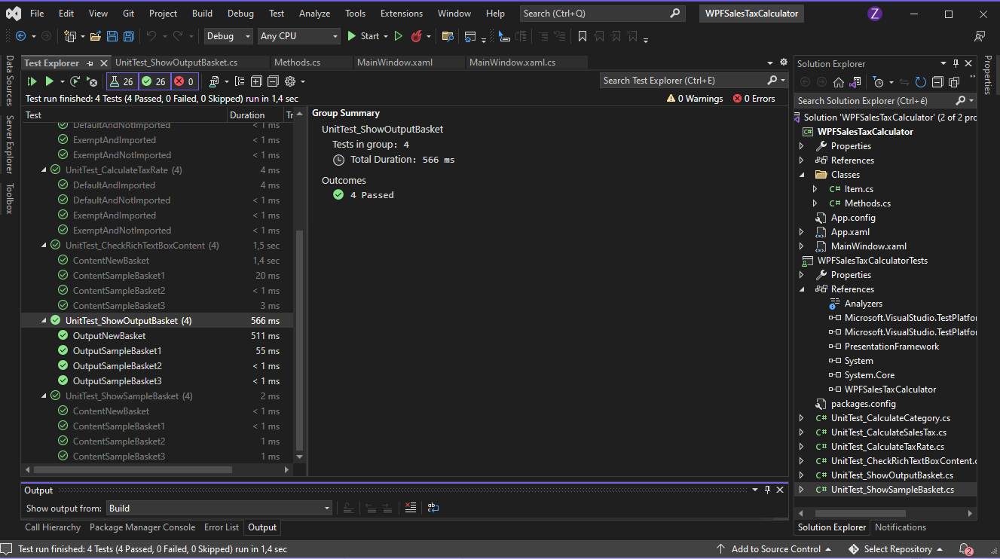 File Edit View Git Project Build Debug Test Analyze Tools Extensions Window Help Search (Ctrl+Q) WPFSalesTaxCalculator Z
Debug Any CPU Start
Data Sources
Server Explorer
Toolbox
Test Explorer UnitTest_ShowOutputBasket.cs Methods.cs MainWindow.xaml MainWindow.xaml.cs
26 26 0 Search Test Explorer (Ctrl+E)
Test run finished: 4 Tests (4 Passed, 0 Failed, 0 Skipped) run in 1,4 sec 0 Warnings 0 Errors
Test Duration Tr
DefaultAndNotImported < 1 ms
ExemptAndImported < 1 ms
ExemptAndNotImported < 1 ms
UnitTest_CalculateTaxRate (4) 4 ms
DefaultAndImported 4 ms
DefaultAndNotImported < 1 ms
ExemptAndImported < 1 ms
ExemptAndNotImported < 1 ms
UnitTest_CheckRichTextBoxContent (4) 1,5 sec
ContentNewBasket 1,4 sec
ContentSampleBasket1 20 ms
ContentSampleBasket2 < 1 ms
ContentSampleBasket3 3 ms
UnitTest_ShowOutputBasket (4) 566 ms
OutputNewBasket 511 ms
OutputSampleBasket1 55 ms
OutputSampleBasket2 < 1 ms
OutputSampleBasket3 < 1 ms
UnitTest_ShowSampleBasket (4) 2 ms
ContentNewBasket < 1 ms
ContentSampleBasket1 < 1 ms
ContentSampleBasket2 1 ms
ContentSampleBasket3 1 ms
Group Summary
UnitTest_ShowOutputBasket
Tests in group: 4
Total Duration: 566 ms
Outcomes
4 Passed
Solution Explorer
Search Solution Explorer (Ctrl+é)
Solution 'WPFSalesTaxCalculator' (2 of 2 prc
WPFSalesTaxCalculator
Properties
References
Classes
C# Item.cs
C# Methods.cs
App.config
App.xaml
MainWindow.xaml
WPFSalesTaxCalculatorTests
Properties
References
Analyzers
Microsoft.VisualStudio.TestPlatfor
Microsoft.VisualStudio.TestPlatfor
PresentationFramework
System
System.Core
WPFSalesTaxCalculator
packages.config
C# UnitTest_CalculateCategory.cs
C# UnitTest_CalculateSalesTax.cs
C# UnitTest_CalculateTaxRate.cs
C# UnitTest_CheckRichTextBoxContent.c
C# UnitTest_ShowOutputBasket.cs
C# UnitTest_ShowSampleBasket.cs
Solution Explorer Notifications
Properties
Output
Show output from: Build
Call Hierarchy Package Manager Console Error List Output
Test run finished: 4 Tests (4 Passed, 0 Failed, 0 Skipped) run in 1,4 sec Add to Source Control Select Repository 2